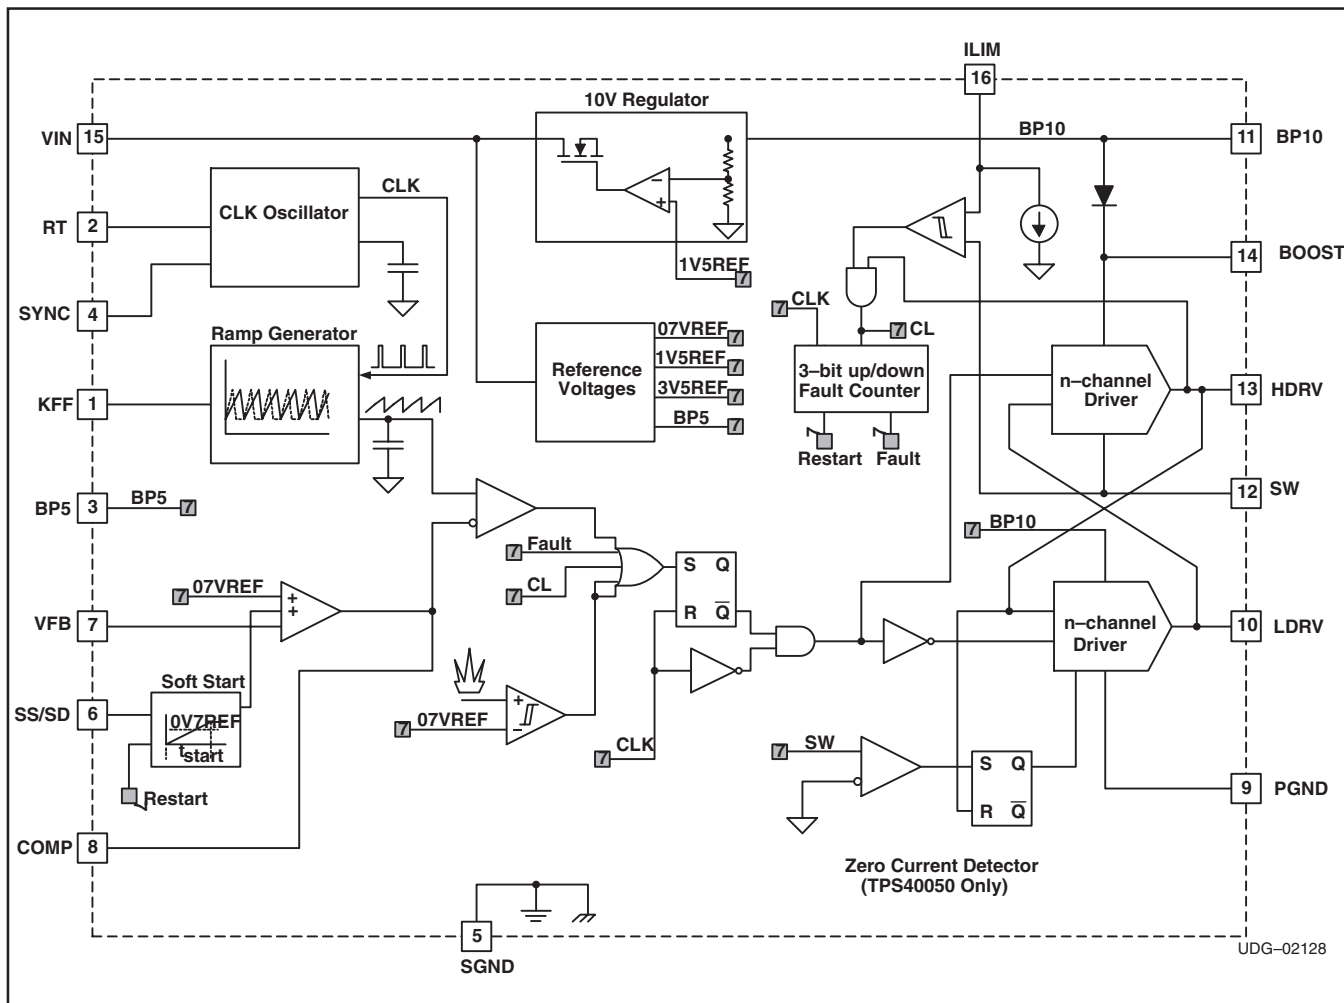 ILIM
16
10V Regulator
VIN
15
BP10
11
BP10
CLK
CLK Oscillator
RT
2
14
BOOST
1V5REF
7
SYNC
4
7
CLK
Ramp Generator
07VREF
7
7
CL
Reference
Voltages
1V5REF
7
3–bit up/down
Fault Counter
n–channel
Driver
KFF
1
3V5REF
7
13
HDRV
BP5
7
7
7
Restart
Fault
BP5
3
BP5
7
12
SW
7
BP10
7
Fault
S
Q
7
CL
7
07VREF
+
+
R
Q
VFB
7
n–channel
Driver
10
LDRV
Soft Start
SS/SD
6
0V7REF
tstart
+
–
7
07VREF
7
CLK
7
SW
S
Q
Restart
R
Q
9
PGND
COMP
8
Zero Current Detector
(TPS40050 Only)
5
SGND
UDG–02128